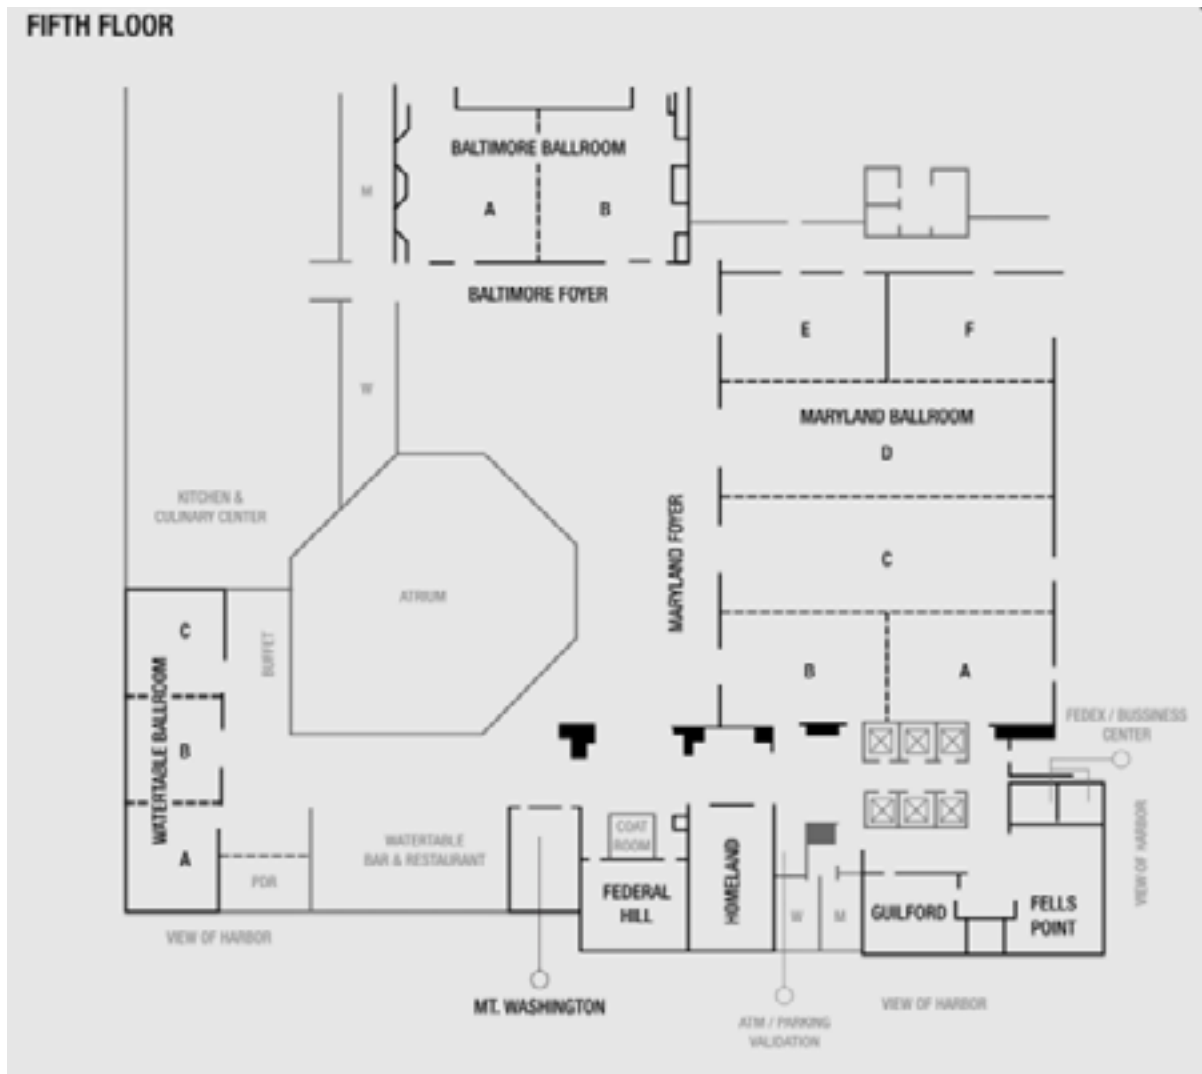 FIFTH FLOOR
BALTIMORE BALLROOM
M
A
B
BALTIMORE FOYER
E
F
W
MARYLAND BALLROOM
D
KITCHEN &
CULINARY CENTER
MARYLAND FOYER
C
ATRIUM
C
BUFFET
WATERTABLE BALLROOM
B
A
B
A
FEDEX / BUSSINESS
CENTER
WATERTABLE
BAR & RESTAURANT
COAT
ROOM
VIEW OF HARBOR
PDR
FEDERAL
HILL
HOMELAND
W
M
GUILFORD
FELLS
POINT
VIEW OF HARBOR
MT. WASHINGTON
VIEW OF HARBOR
ATM / PARKING
VALIDATION